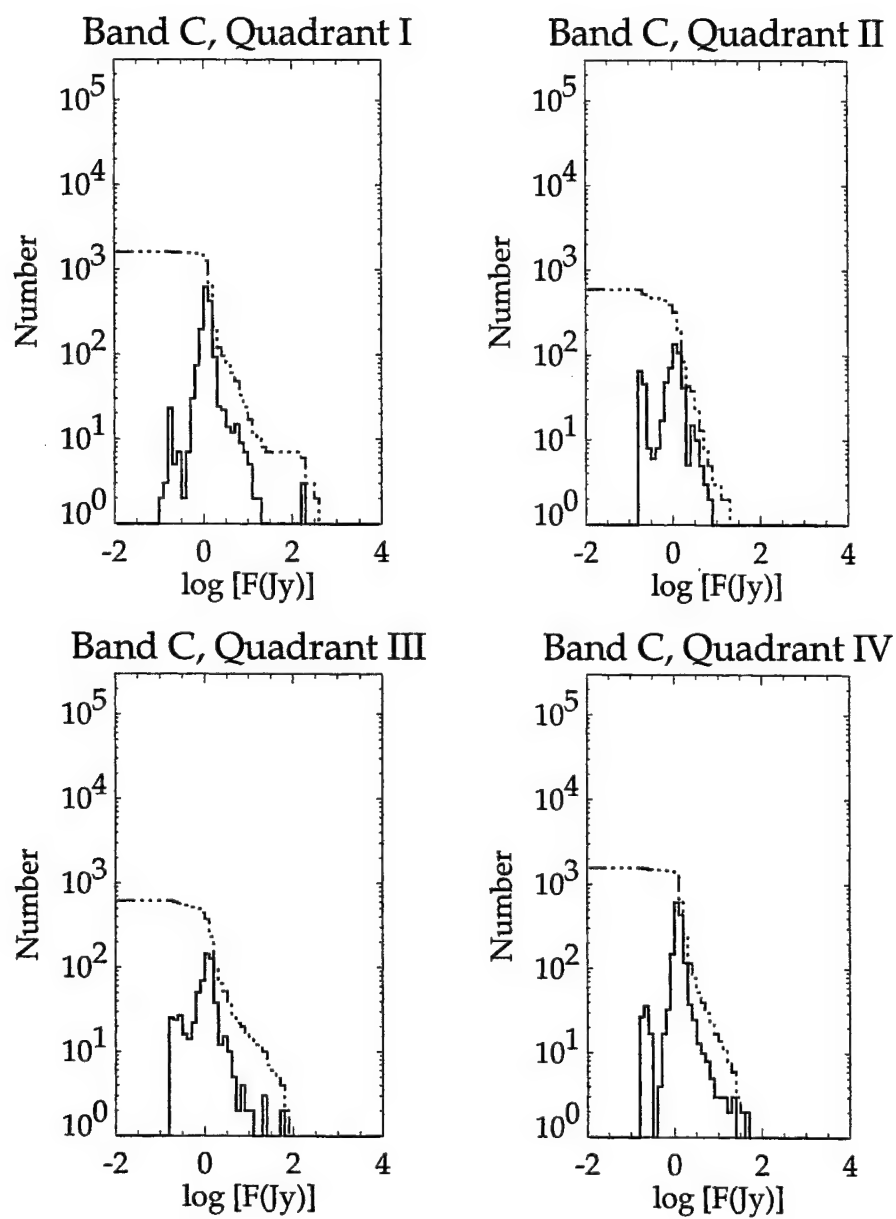 Band C, Quadrant I
Number
10^5
10^4
10^3
10^2
10^1
10^0
-2 0 2 4
log [F(Jy)]
Band C, Quadrant II
Number
10^5
10^4
10^3
10^2
10^1
10^0
-2 0 2 4
log [F(Jy)]
Band C, Quadrant III
Number
10^5
10^4
10^3
10^2
10^1
10^0
-2 0 2 4
log [F(Jy)]
Band C, Quadrant IV
Number
10^5
10^4
10^3
10^2
10^1
10^0
-2 0 2 4
log [F(Jy)]